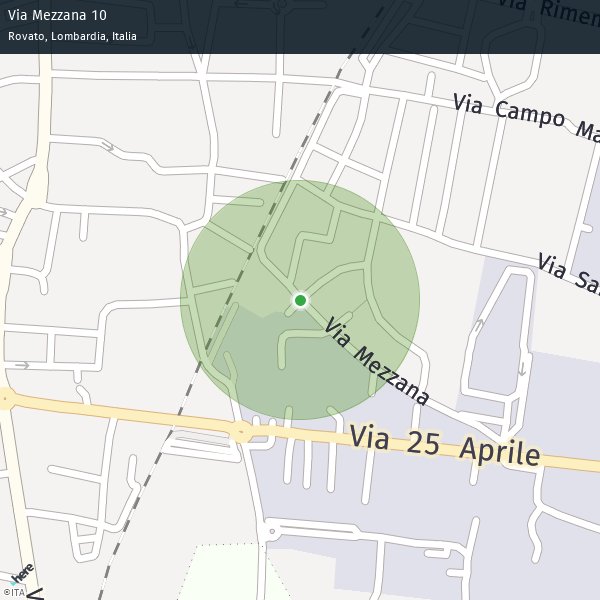 Via Mezzana 10
Rovato, Lombardia, Italia
Via Rimem
Via Campo Ma
Via Sa
Via Mezzana
Via 25 Aprile
here
©ITA
V